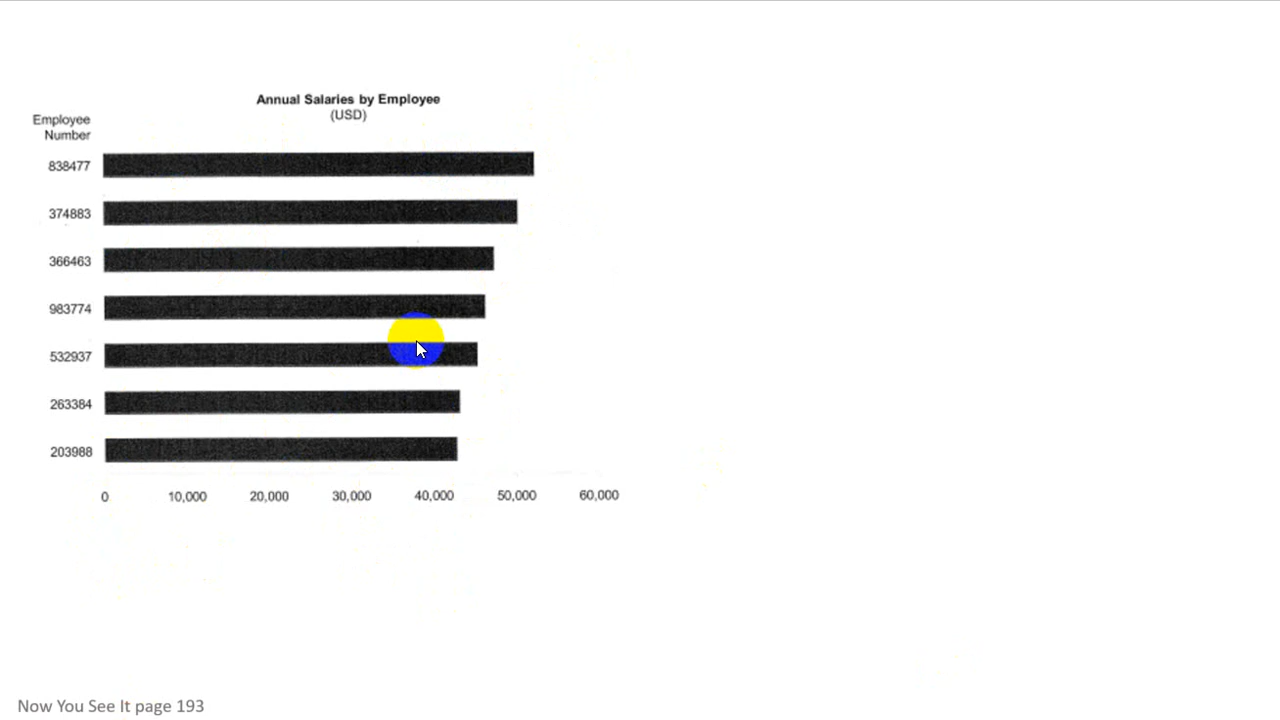 Annual Salaries by Employee
(USD)
Employee
Number
838477
374883
366463
983774
532937
263384
203988
0 10,000 20,000 30,000 40,000 50,000 60,000
Now You See It page 193